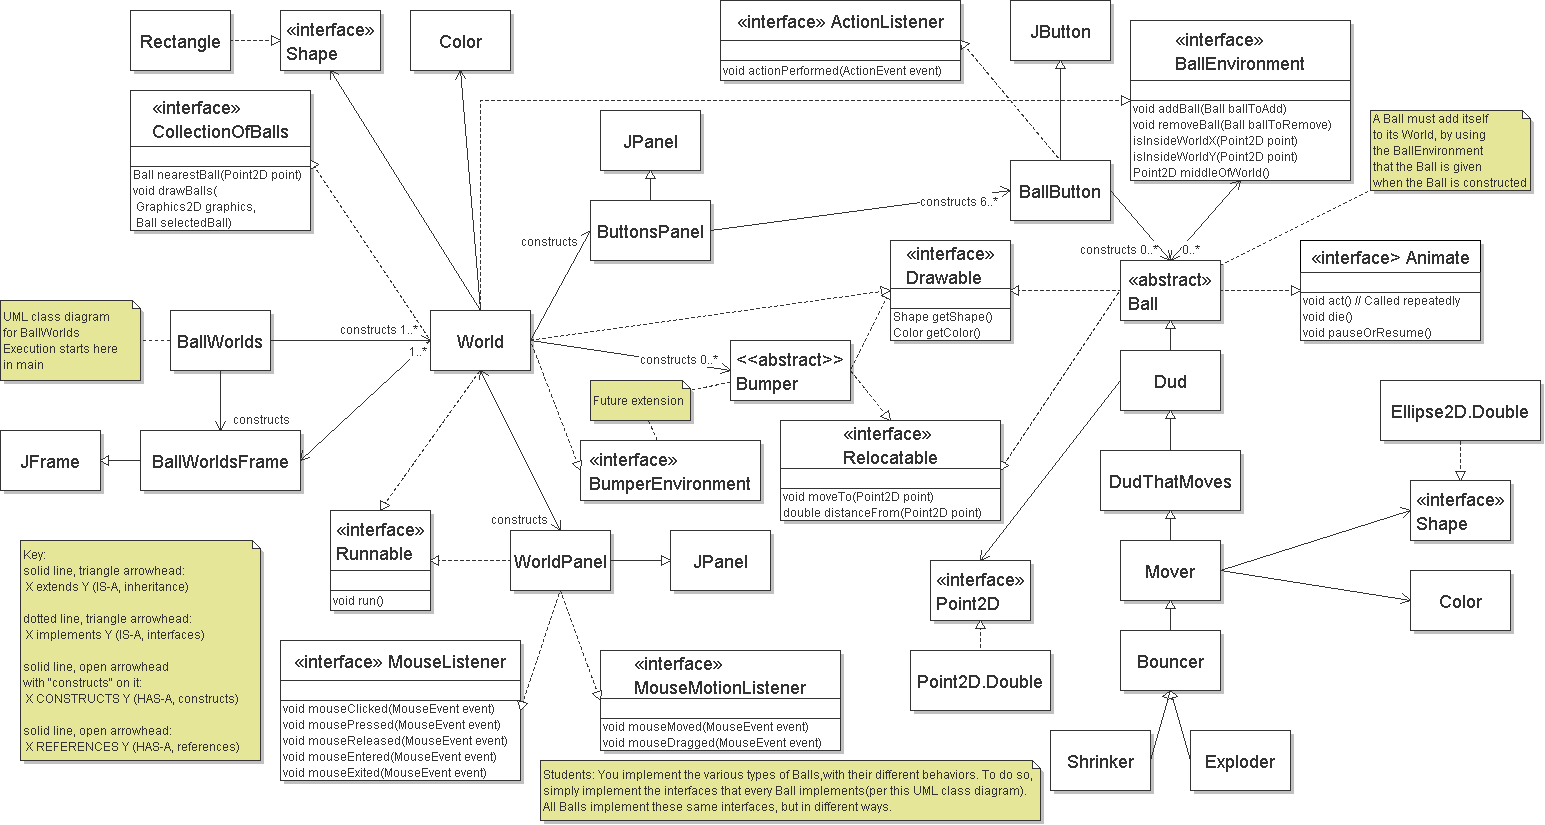 Rectangle
«interface»
Shape
Color
«interface» ActionListener
void actionPerformed(ActionEvent event)
JButton
«interface»
BallEnvironment
void addBall(Ball ballToAdd)
void removeBall(Ball ballToRemove)
isInsideWorldX(Point2D point)
isInsideWorldY(Point2D point)
Point2D middleOfWorld()
A Ball must add itself
to its World, by using
the BallEnvironment
that the Ball is given
when the Ball is constructed
«interface»
CollectionOfBalls
Ball nearestBall(Point2D point)
void drawBalls(
Graphics2D graphics,
Ball selectedBall)
JPanel
ButtonsPanel
constructs
constructs 6..*
BallButton
constructs 0..*
0..*
«interface»
Drawable
Shape getShape()
Color getColor()
«abstract»
Ball
«interface> Animate
void act() // Called repeatedly
void die()
void pauseOrResume()
UML class diagram
for BallWorlds
Execution starts here
in main
BallWorlds
constructs 1..*
1..*
World
constructs 0..*
<<abstract>>
Bumper
Future extension
Dud
constructs
JFrame
BallWorldsFrame
«interface»
BumperEnvironment
«interface»
Relocatable
void moveTo(Point2D point)
double distanceFrom(Point2D point)
DudThatMoves
Ellipse2D.Double
«interface»
Shape
«interface»
Runnable
void run()
constructs
WorldPanel
JPanel
«interface»
Point2D
Point2D.Double
Mover
Color
Key:
solid line, triangle arrowhead:
X extends Y (IS-A, inheritance)
dotted line, triangle arrowhead:
X implements Y (IS-A, interfaces)
solid line, open arrowhead
with "constructs" on it:
X CONSTRUCTS Y (HAS-A, constructs)
solid line, open arrowhead:
X REFERENCES Y (HAS-A, references)
«interface» MouseListener
void mouseClicked(MouseEvent event)
void mousePressed(MouseEvent event)
void mouseReleased(MouseEvent event)
void mouseEntered(MouseEvent event)
void mouseExited(MouseEvent event)
«interface»
MouseMotionListener
void mouseMoved(MouseEvent event)
void mouseDragged(MouseEvent event)
Bouncer
Shrinker
Exploder
Students: You implement the various types of Balls,with their different behaviors. To do so,
simply implement the interfaces that every Ball implements(per this UML class diagram).
All Balls implement these same interfaces, but in different ways.